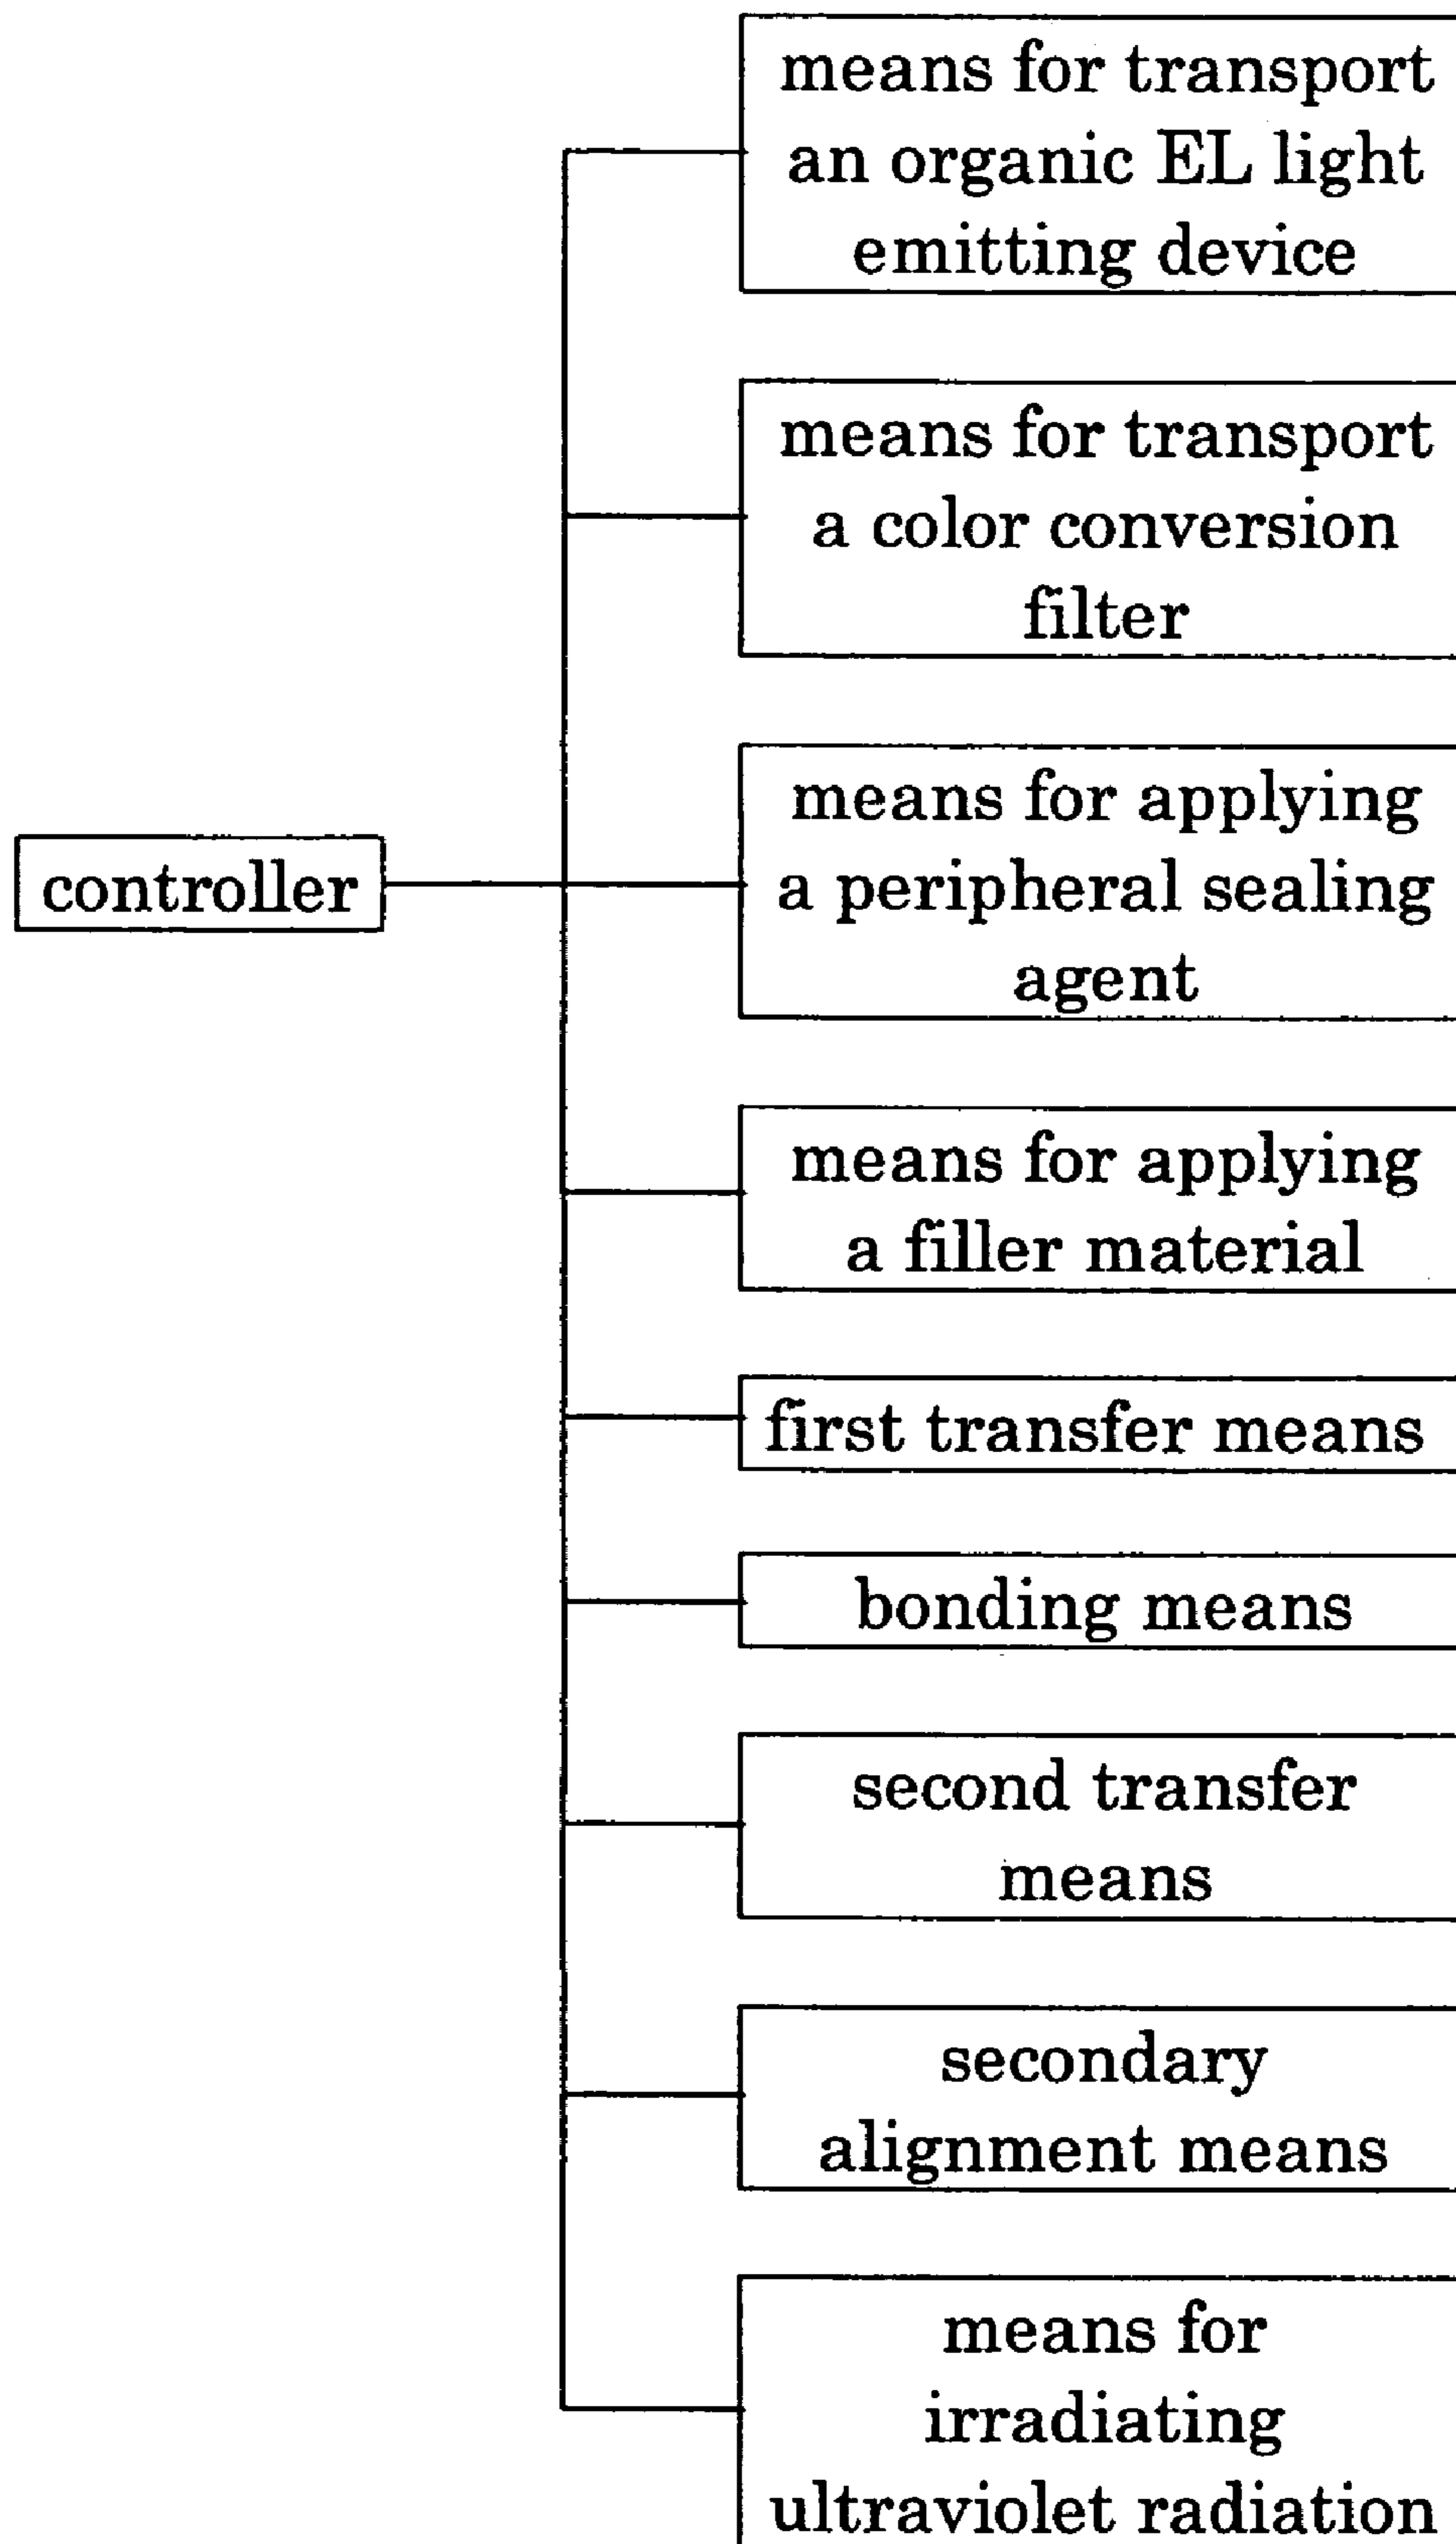 means for transport
an organic EL light
emitting device
means for transport
a color conversion
filter
controller
means for applying
a peripheral sealing
agent
means for applying
a filler material
first transfer means
bonding means
second transfer
means
secondary
alignment means
means for
irradiating
ultraviolet radiation